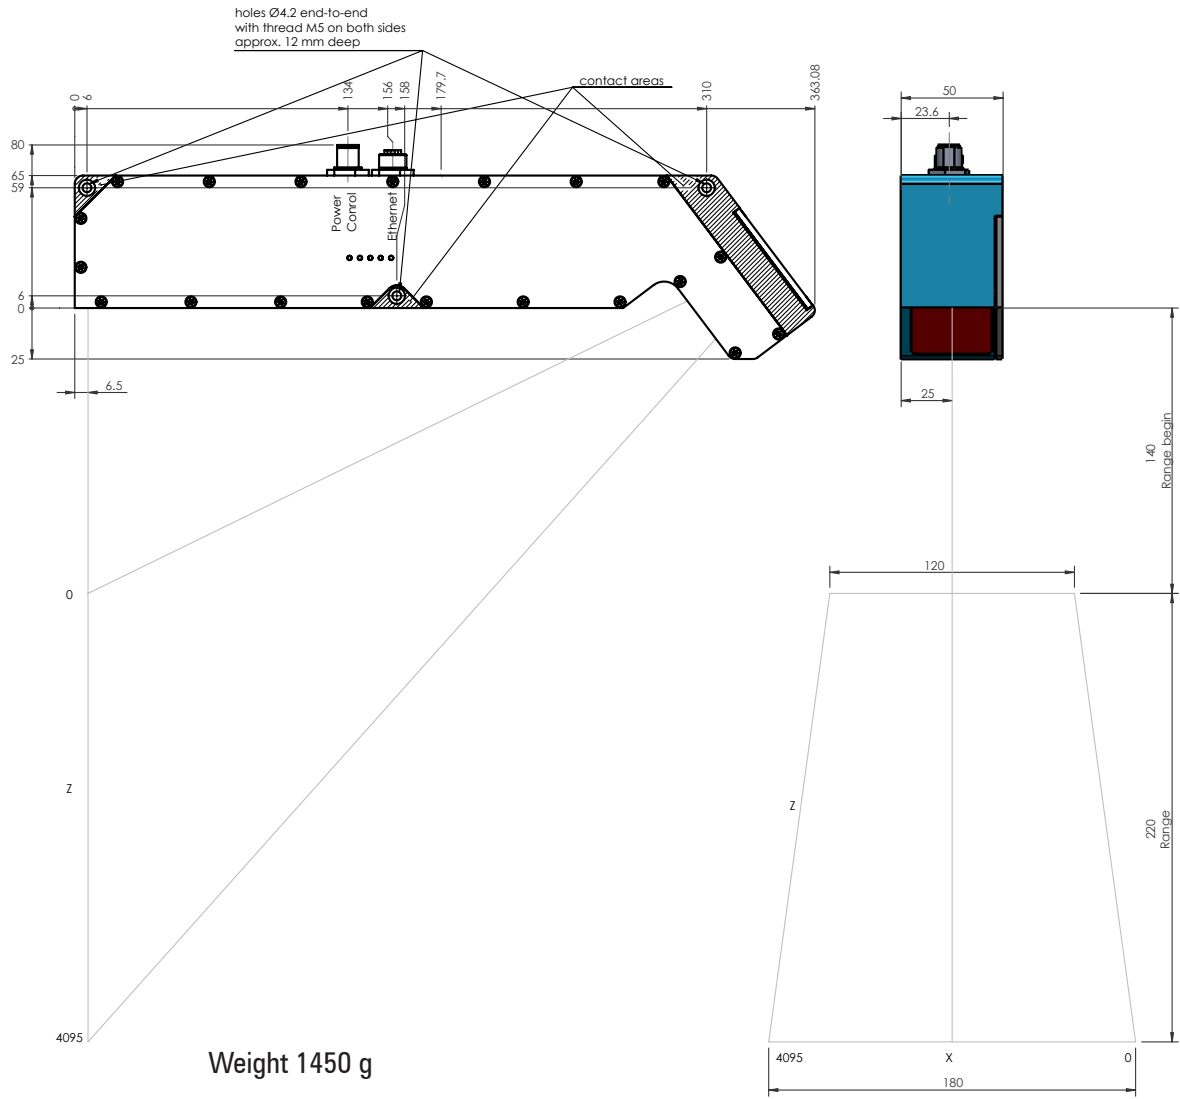 holes Ø4.2 end-to-end
with thread M5 on both sides
approx. 12 mm deep
contact areas
0
6
134
156
158
179.7
310
363.08
50
23.6
80
65
59
6
0
25
Power
Conrol
Ethernet
6.5
25
140
Range begin
120
0
Z
Z
220
Range
4095
Weight 1450 g
4095
X
0
180